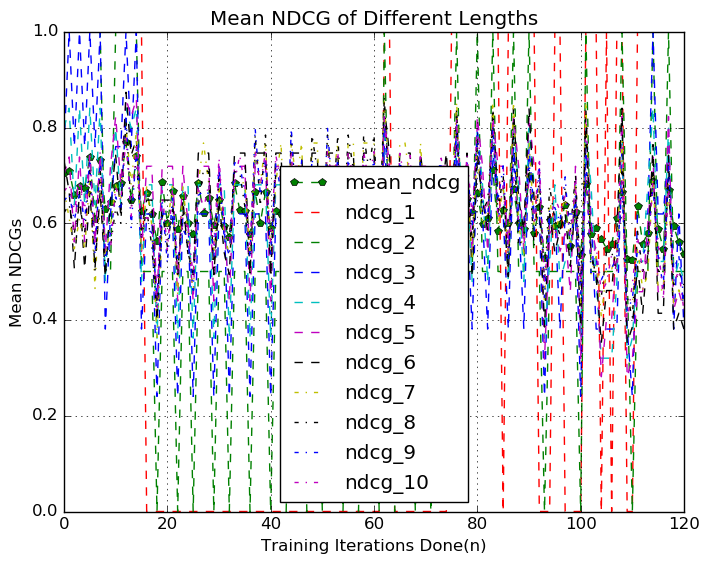 Mean NDCG of Different Lengths
1.0
0.8
0.6
0.4
0.2
0.0
Mean NDCGs
mean_ndcg
ndcg_1
ndcg_2
ndcg_3
ndcg_4
ndcg_5
ndcg_6
ndcg_7
ndcg_8
ndcg_9
ndcg_10
0 20 40 60 80 100 120
Training Iterations Done(n)